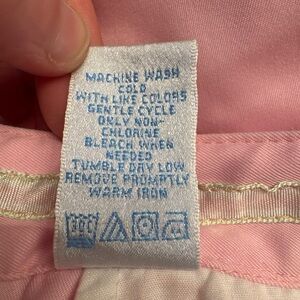 MACHINE WASH
COLD
WITH LIKE COLORS
GENTLE CYCLE
ONLY NON-
CHLORINE
BLEACH WHEN
NEEDED
TUMBLE DRY LOW
REMOVE PROMPTLY
WARM IRON